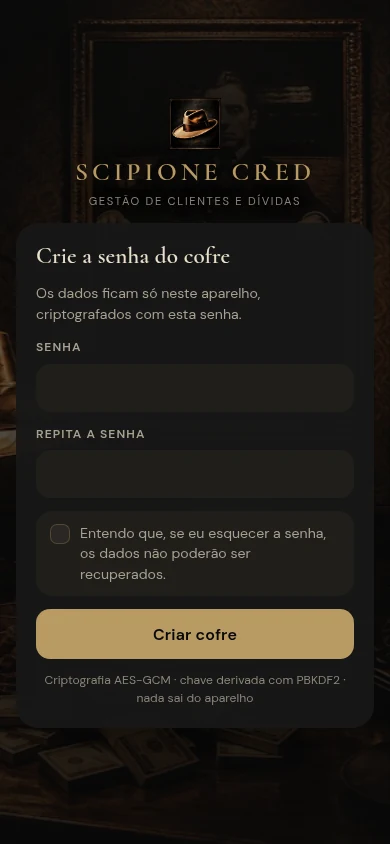 SCIPIONE CRED
GESTÃO DE CLIENTES E DÍVIDAS
Crie a senha do cofre
Os dados ficam só neste aparelho,
criptografados com esta senha.
SENHA
REPITA A SENHA
Entendo que, se eu esquecer a senha,
os dados não poderão ser
recuperados.
Criar cofre
Criptografia AES-GCM · chave derivada com PBKDF2 ·
nada sai do aparelho